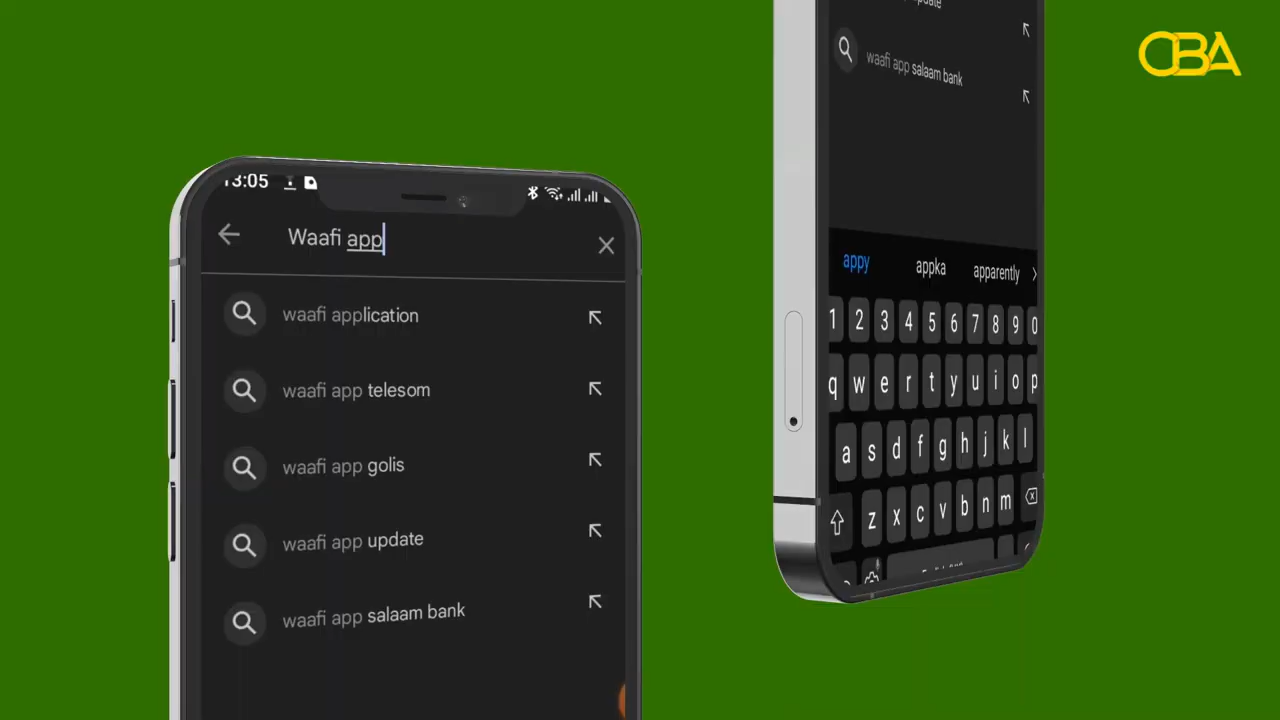 OBA
13:05
Waafi app
waafi application
waafi app telesom
waafi app golis
waafi app update
waafi app salaam bank
waafi app salaam bank
appy appka apparently
1 2 3 4 5 6 7 8 9 0
q w e r t y u i o p
a s d f g h j k l
z x c v b n m